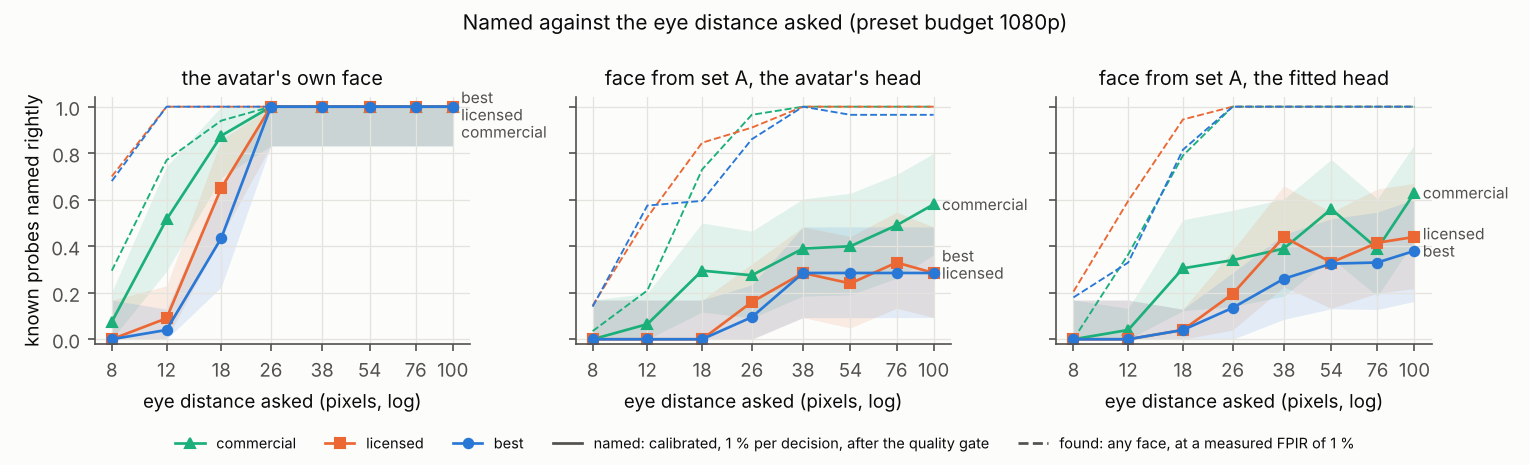 Named against the eye distance asked (preset budget 1080p)
the avatar's own face
face from set A, the avatar's head
face from set A, the fitted head
known probes named rightly
1.0
0.8
0.6
0.4
0.2
0.0
best
licensed
commercial
commercial
best
licensed
commercial
licensed
best
8 12 18 26 38 54 76 100
8 12 18 26 38 54 76 100
8 12 18 26 38 54 76 100
eye distance asked (pixels, log)
eye distance asked (pixels, log)
eye distance asked (pixels, log)
commercial licensed best named: calibrated, 1 % per decision, after the quality gate found: any face, at a measured FPIR of 1 %